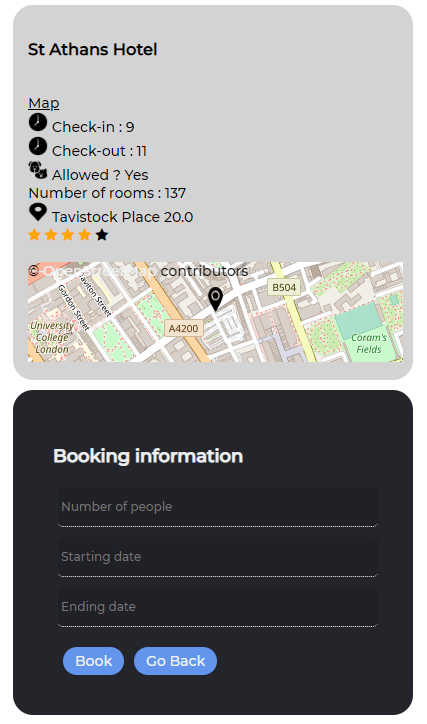 St Athans Hotel
Map
Check-in : 9
Check-out : 11
Allowed ? Yes
Number of rooms : 137
Tavistock Place 20.0
© OpenStreetMap contributors
B504
Taviton Street
Gordon Street
University
College
London
A4200
Coram's
Fields
Booking information
Number of people
Starting date
Ending date
Book
Go Back